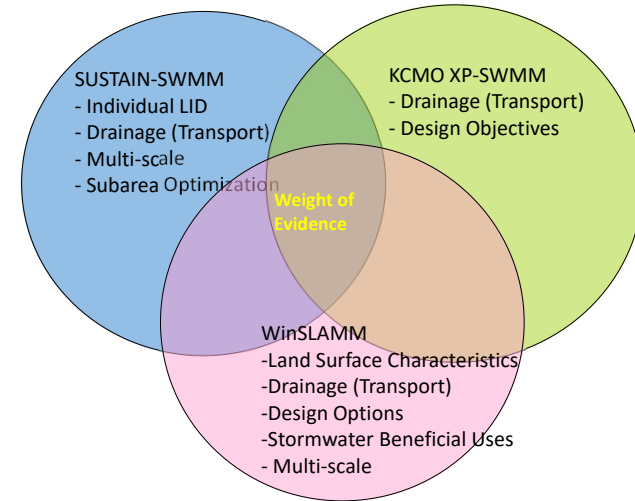 SUSTAIN-SWMM
- Individual LID
- Drainage (Transport)
- Multi-scale
- Subarea Optimization
KCMO XP-SWMM
- Drainage (Transport)
- Design Objectives
Weight of
Evidence
WinSLAMM
-Land Surface Characteristics
-Drainage (Transport)
-Design Options
-Stormwater Beneficial Uses
- Multi-scale